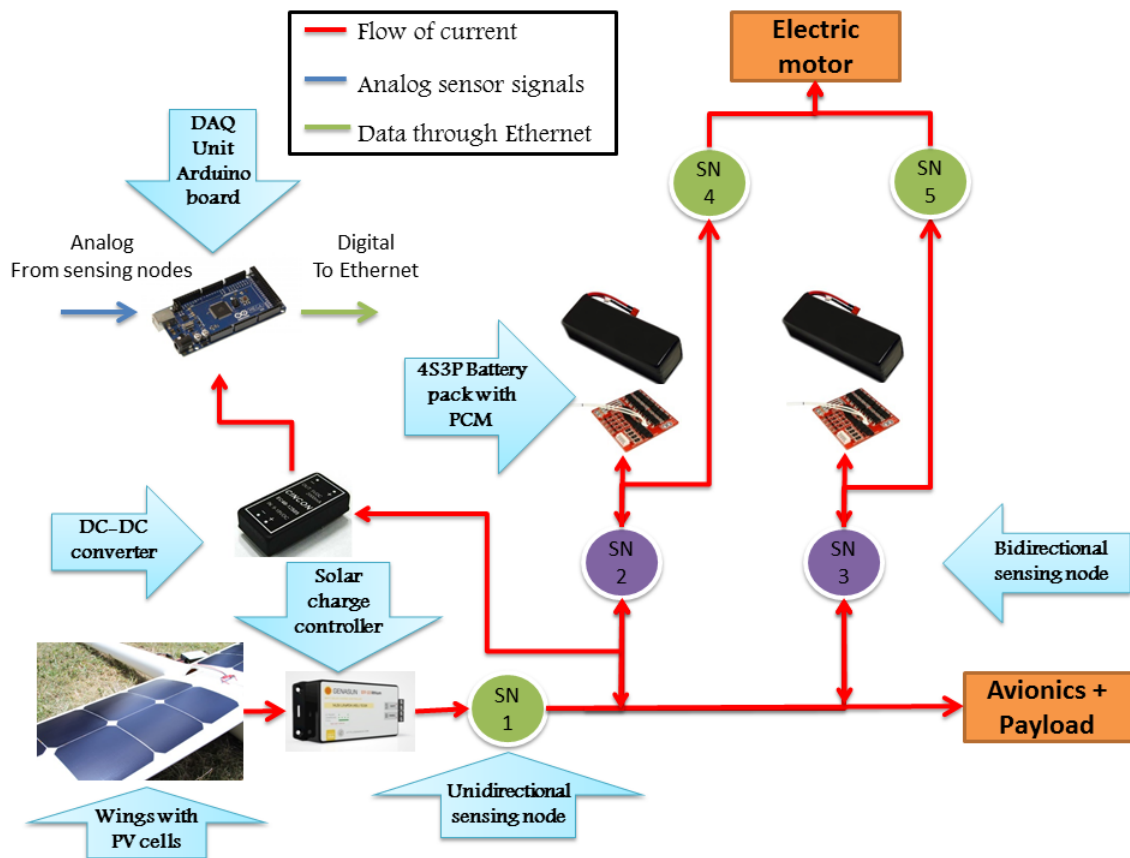 Flow of current
Analog sensor signals
Data through Ethernet
Electric
motor
DAQ
Unit
Arduino
board
SN
4
SN
5
Analog
From sensing nodes
Digital
To Ethernet
4S3P Battery
pack with
PCM
DC-DC
converter
CINCON
SN
2
SN
3
Bidirectional
sensing node
Solar
charge
controller
GENASUN
SN
1
Avionics +
Payload
Unidirectional
sensing node
Wings with
PV cells